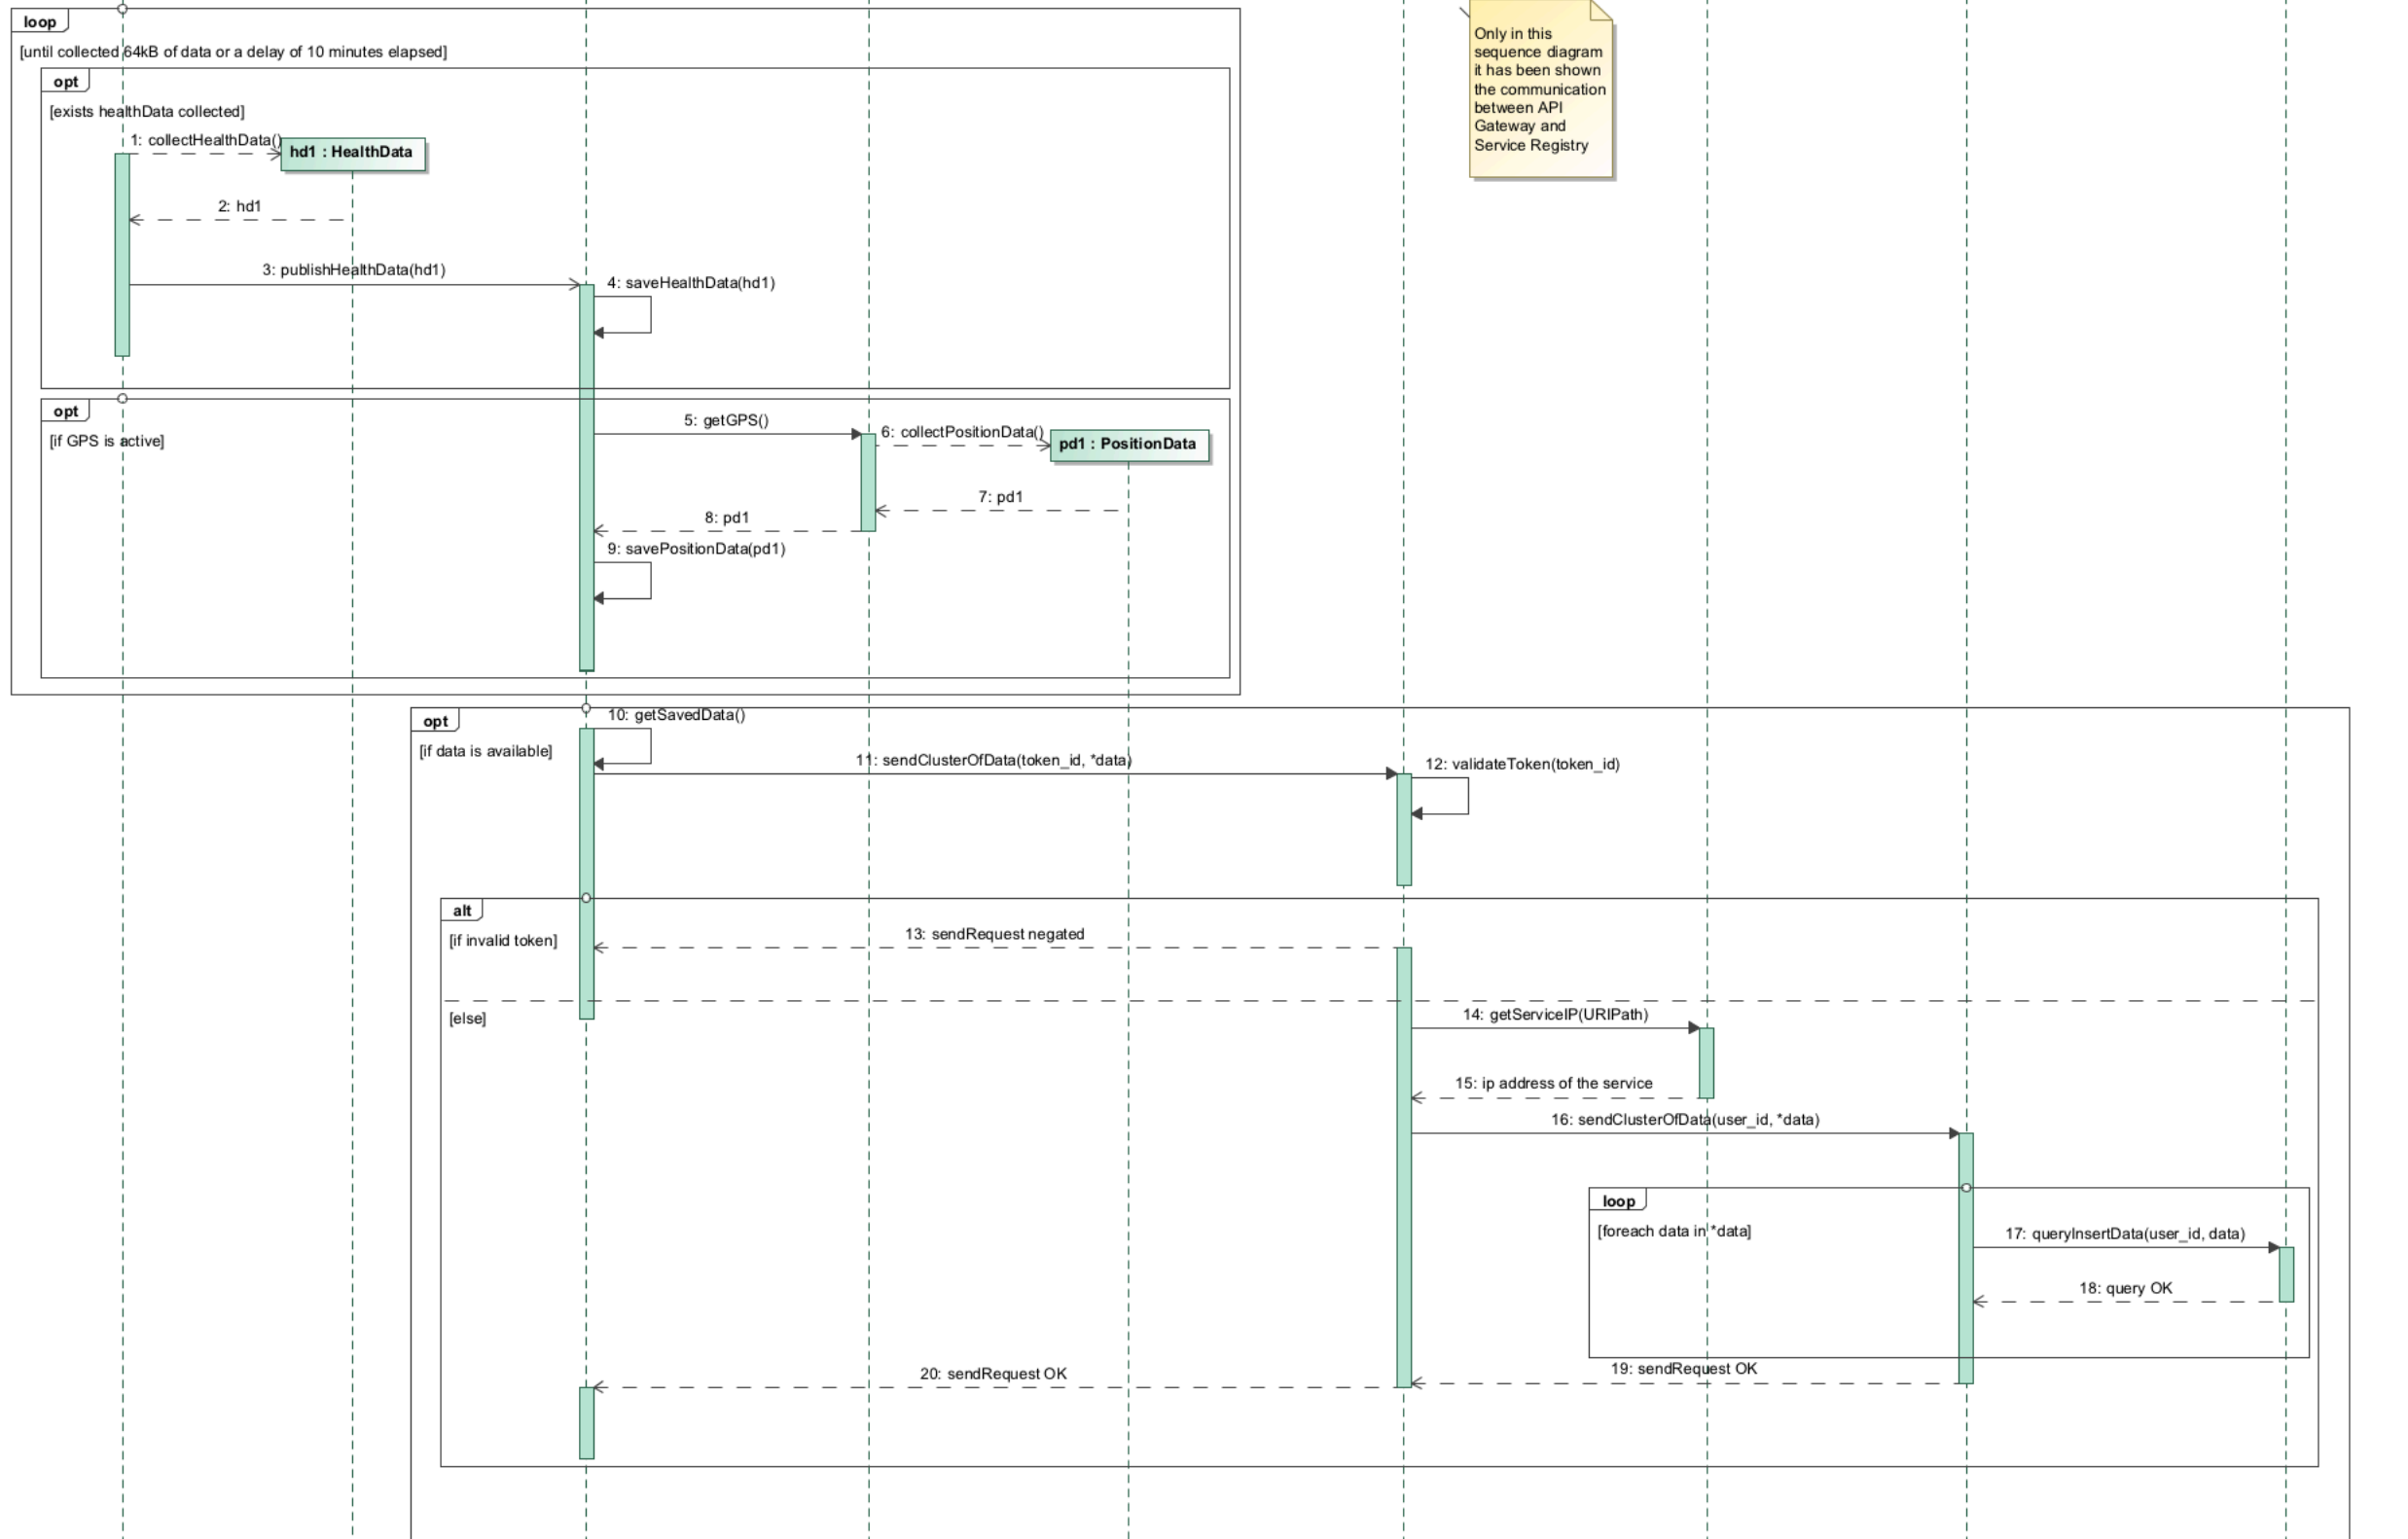 loop
[until collected 64kB of data or a delay of 10 minutes elapsed]
opt
[exists healthData collected]
1: collectHealthData()
hd1 : HealthData
2: hd1
3: publishHealthData(hd1)
4: saveHealthData(hd1)
Only in this
sequence diagram
it has been shown
the communication
between API
Gateway and
Service Registry
opt
[if GPS is active]
5: getGPS()
6: collectPositionData()
pd1 : PositionData
7: pd1
8: pd1
9: savePositionData(pd1)
opt
[if data is available]
10: getSavedData()
11: sendClusterOfData(token_id, *data)
12: validateToken(token_id)
alt
[if invalid token]
13: sendRequest negated
[else]
14: getServiceIP(URIPath)
15: ip address of the service
16: sendClusterOfData(user_id, *data)
loop
[foreach data in *data]
17: queryInsertData(user_id, data)
18: query OK
19: sendRequest OK
20: sendRequest OK